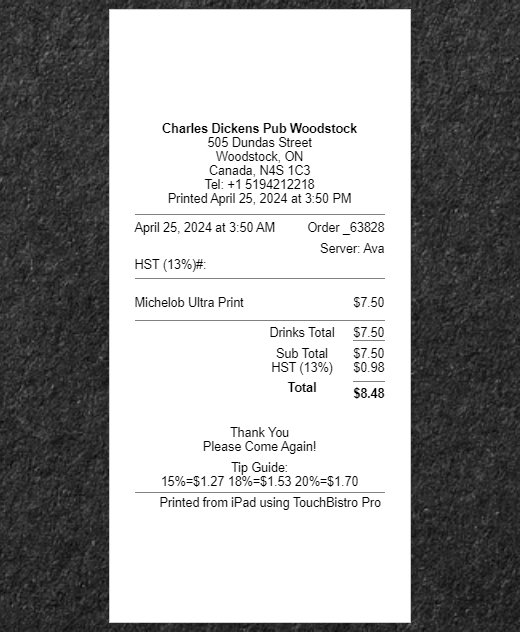 Charles Dickens Pub Woodstock
505 Dundas Street
Woodstock, ON
Canada, N4S 1C3
Tel: +1 5194212218
Printed April 25, 2024 at 3:50 PM
April 25, 2024 at 3:50 AM Order _63828
Server: Ava
HST (13%)#:
Michelob Ultra Print $7.50
Drinks Total $7.50
Sub Total $7.50
HST (13%) $0.98
Total $8.48
Thank You
Please Come Again!
Tip Guide:
15%=$1.27 18%=$1.53 20%=$1.70
Printed from iPad using TouchBistro Pro